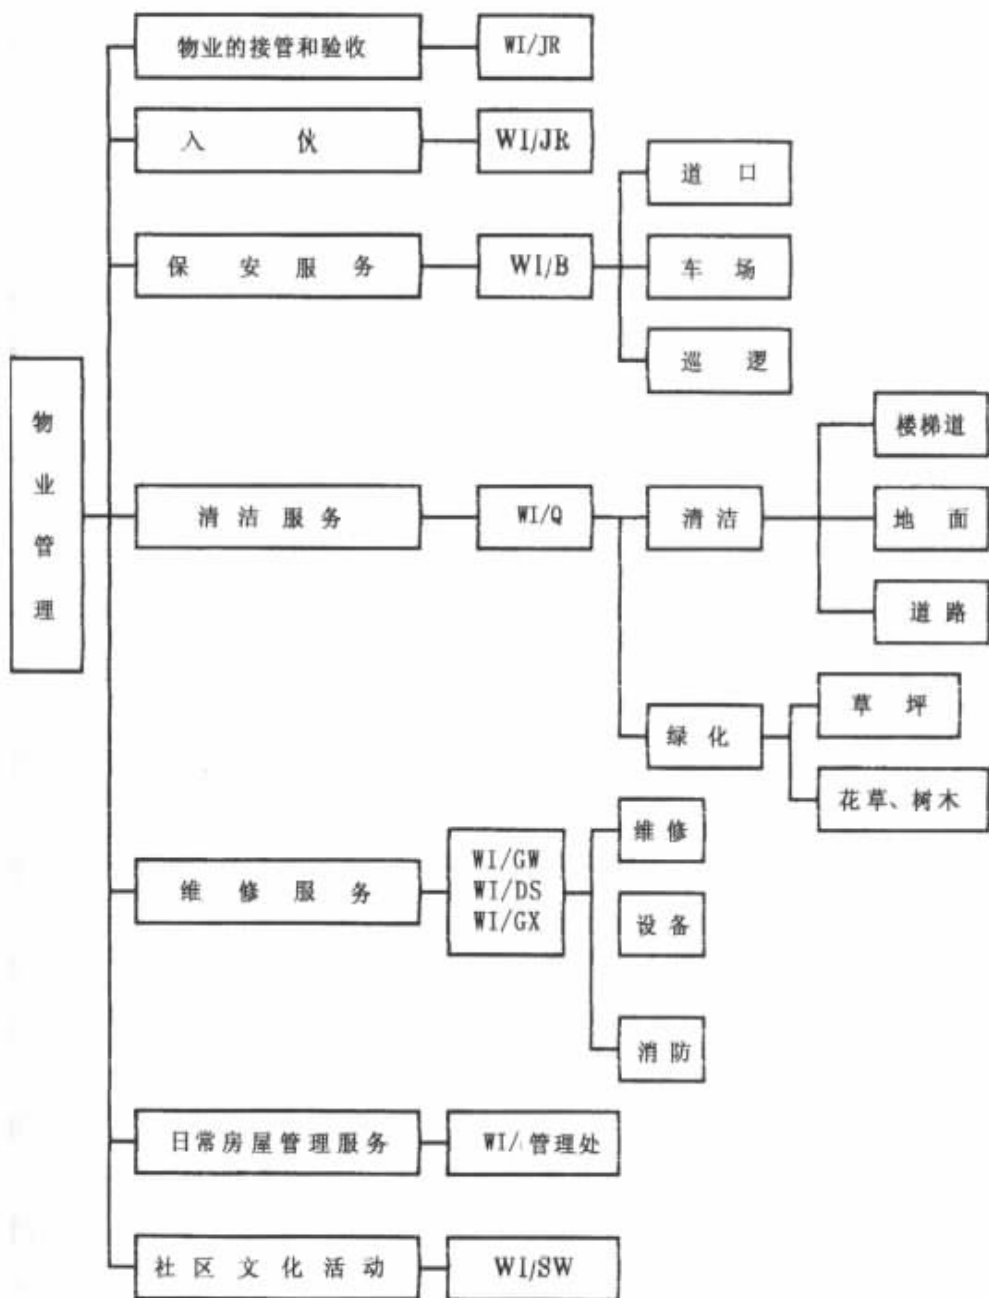 物业管理
物业的接管和验收
WI/JR
入伙
WI/JR
保安服务
WI/B
道口
车场
巡逻
清洁服务
WI/Q
清洁
楼梯道
地面
道路
绿化
草坪
花草、树木
维修服务
WI/GW
WI/DS
WI/GX
维修
设备
消防
日常房屋管理服务
WI/管理处
社区文化活动
WI/SW